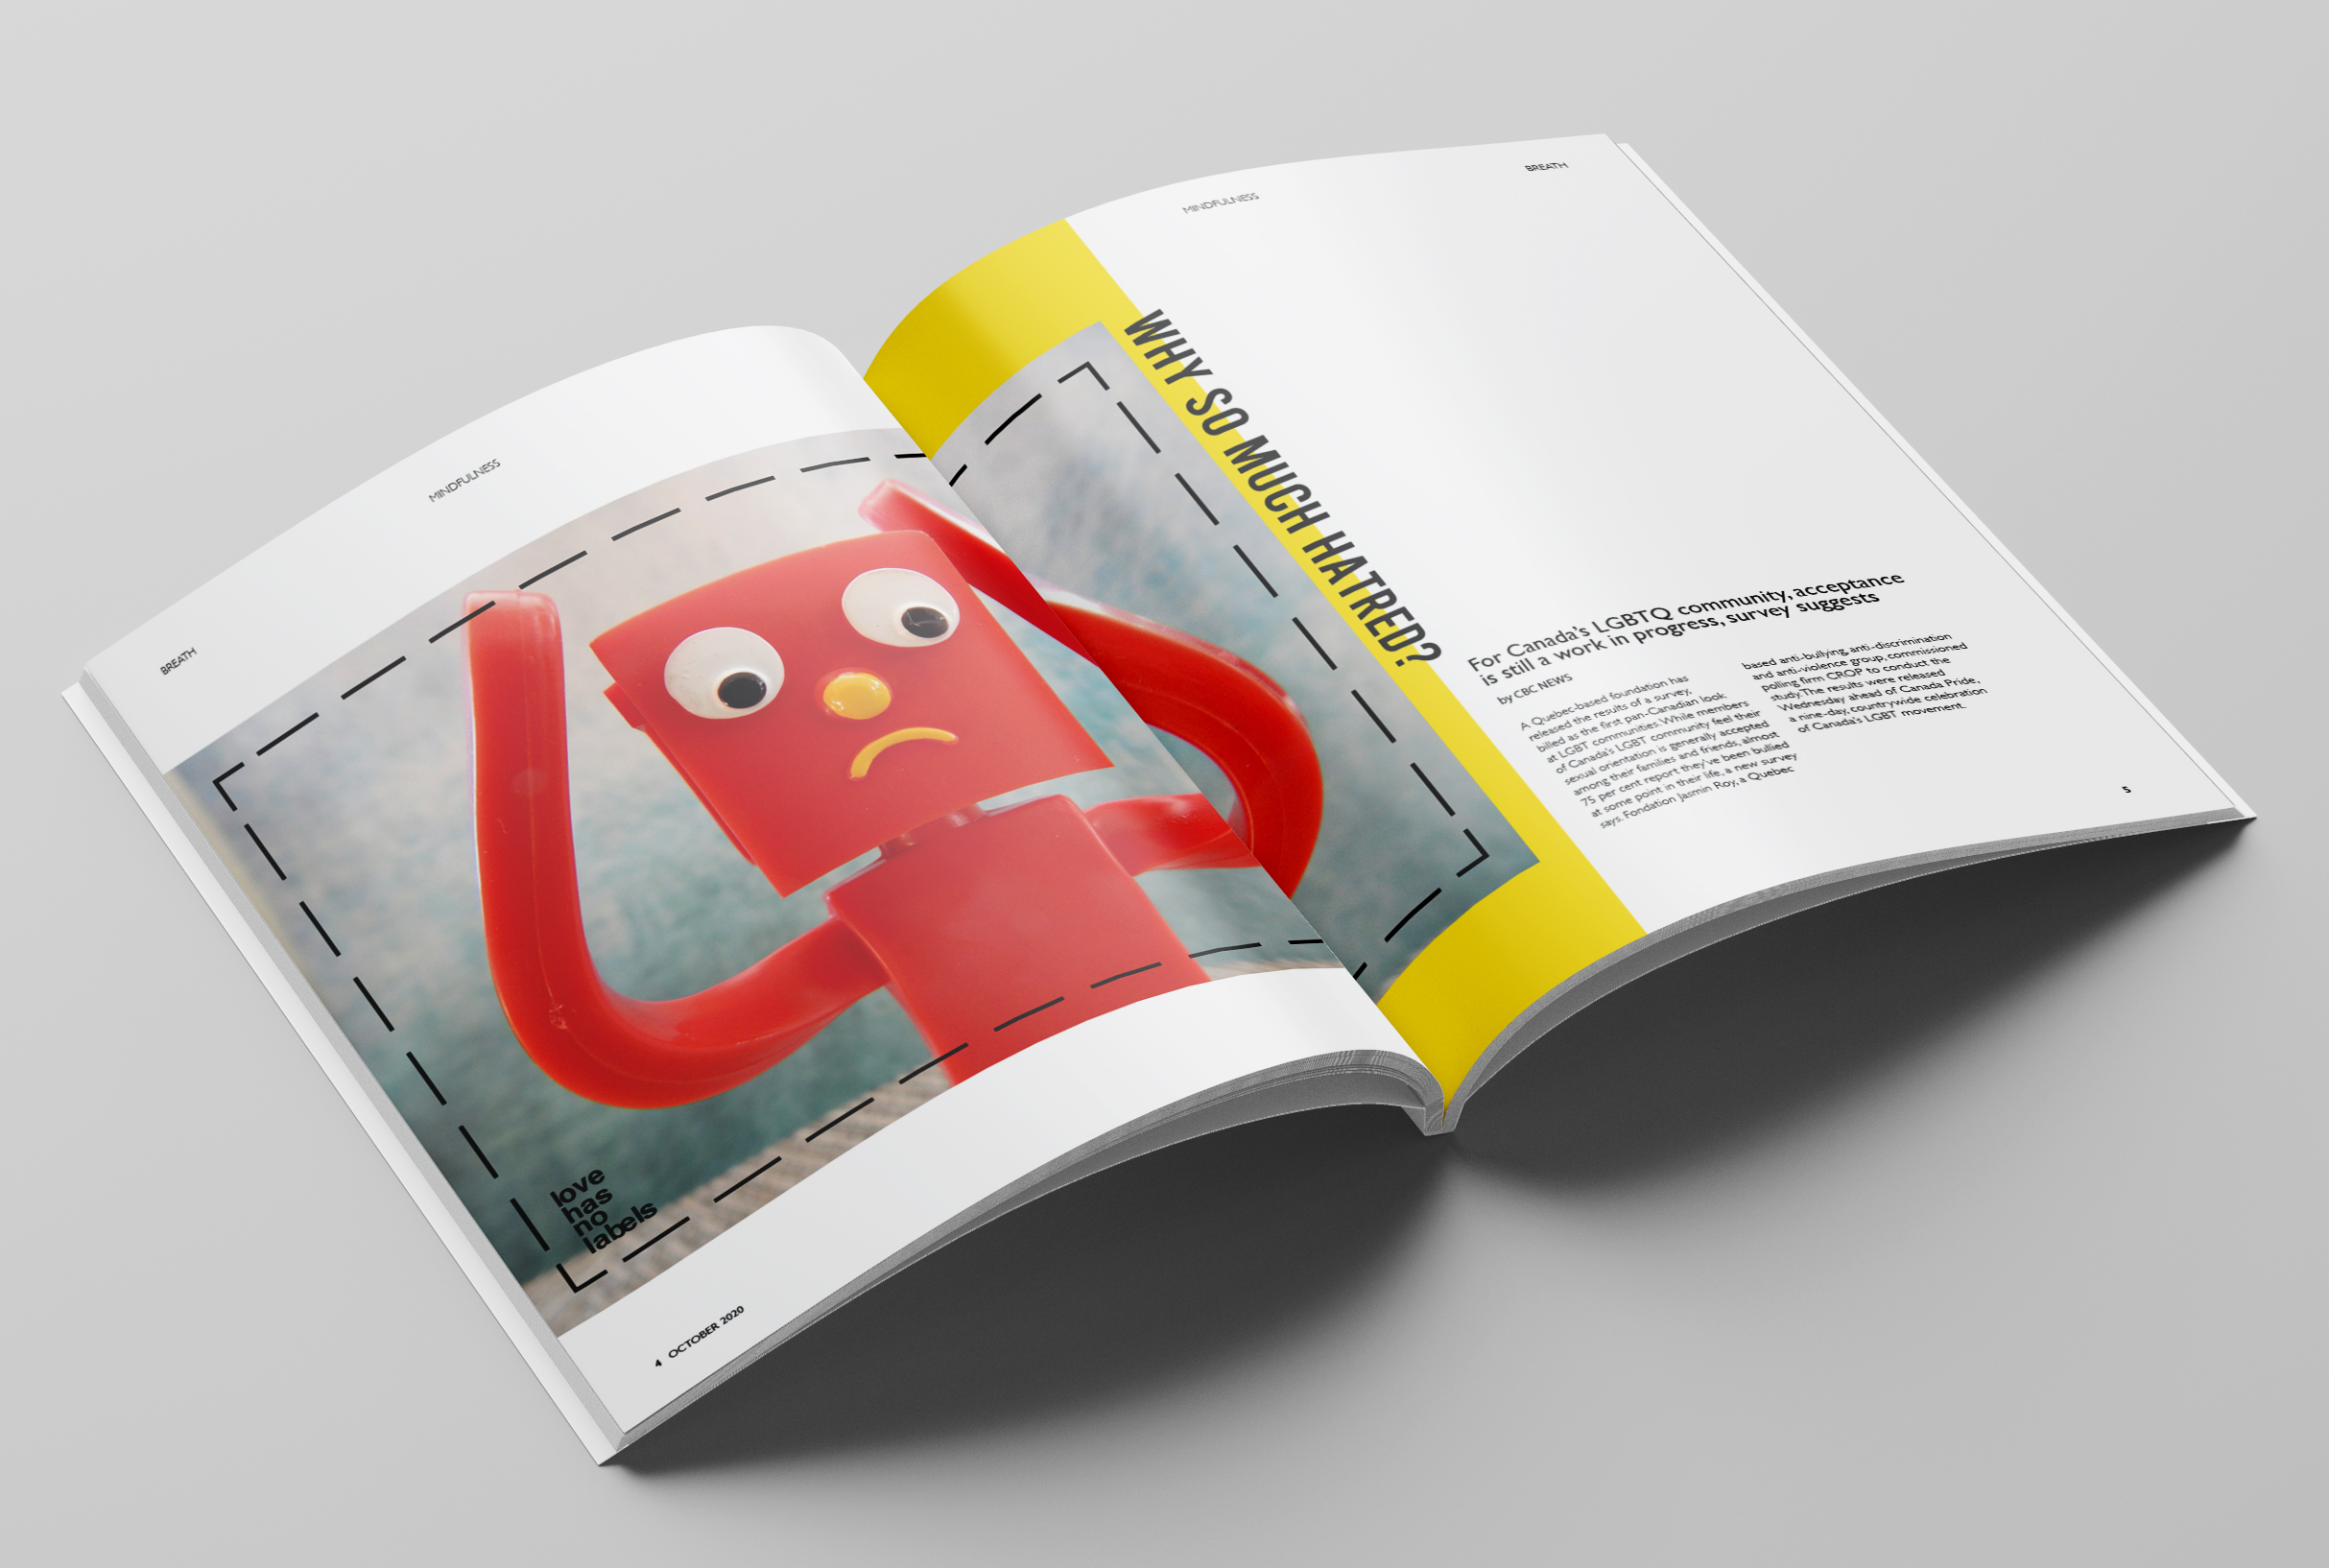 BREATH
MINDFULNESS
love
has
no
labels
4 OCTOBER 2020
MINDFULNESS
BREATH
WHY SO MUCH HATRED?
For Canada's LGBTQ community, acceptance
is still a work in progress, survey suggests
by CBC NEWS
A Quebec-based foundation has
released the results of a survey,
billed as the first pan-Canadian look
at LGBT communities. While members
of Canada's LGBT community feel their
sexual orientation is generally accepted
among their families and friends, almost
75 per cent report they've been bullied
at some point in their life, a new survey
says. Fondation Jasmin Roy, a Quebec
based anti-bullying, anti-discrimination
and anti-violence group, commissioned
polling firm CROP to conduct the
study. The results were released
Wednesday ahead of Canada Pride,
a nine-day, countrywide celebration
of Canada's LGBT movement.
5